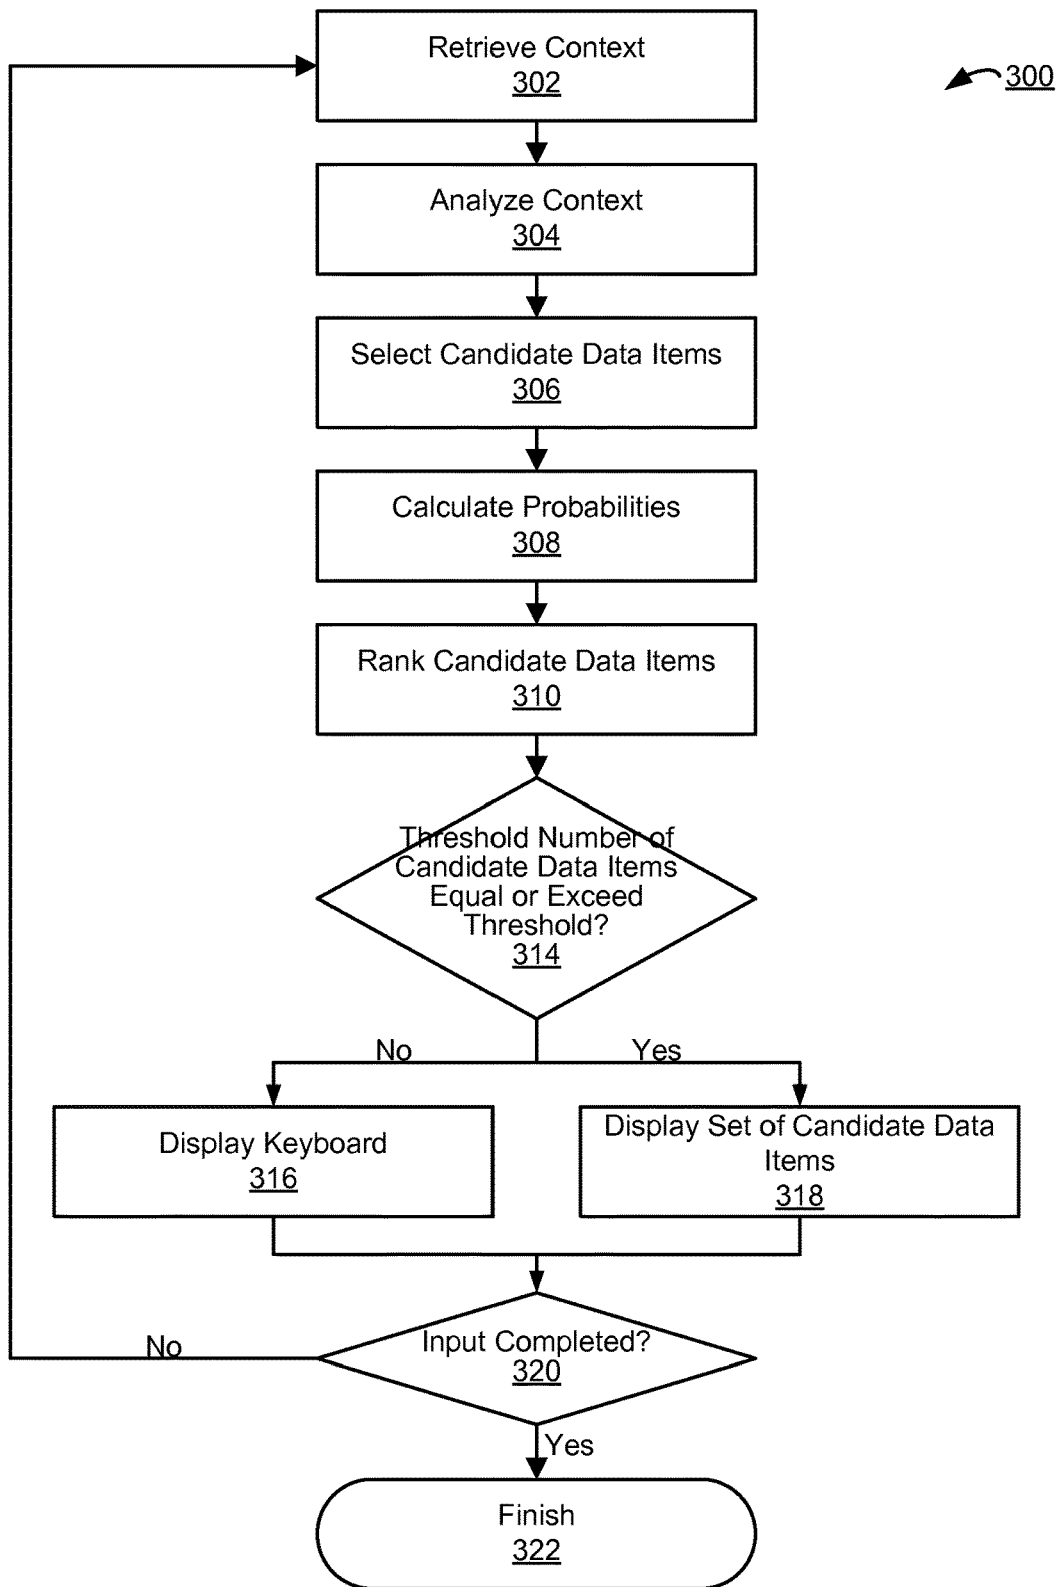 Retrieve Context
302
300
Analyze Context
304
Select Candidate Data Items
306
Calculate Probabilities
308
Rank Candidate Data Items
310
Threshold Number of
Candidate Data Items
Equal or Exceed
Threshold?
314
No
Yes
Display Keyboard
316
Display Set of Candidate Data
Items
318
Input Completed?
320
No
Yes
Finish
322